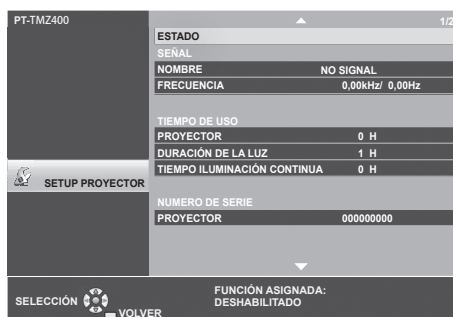 PT-TMZ400
1/2
ESTADO
SEÑAL
NOMBRE NO SIGNAL
FRECUENCIA 0,00kHz/ 0,00Hz
TIEMPO DE USO
PROYECTOR 0 H
DURACIÓN DE LA LUZ 1 H
TIEMPO ILUMINACIÓN CONTINUA 0 H
SETUP PROYECTOR
NUMERO DE SERIE
PROYECTOR 000000000
FUNCIÓN ASIGNADA:
SELECCIÓN DESHABILITADO
VOLVER